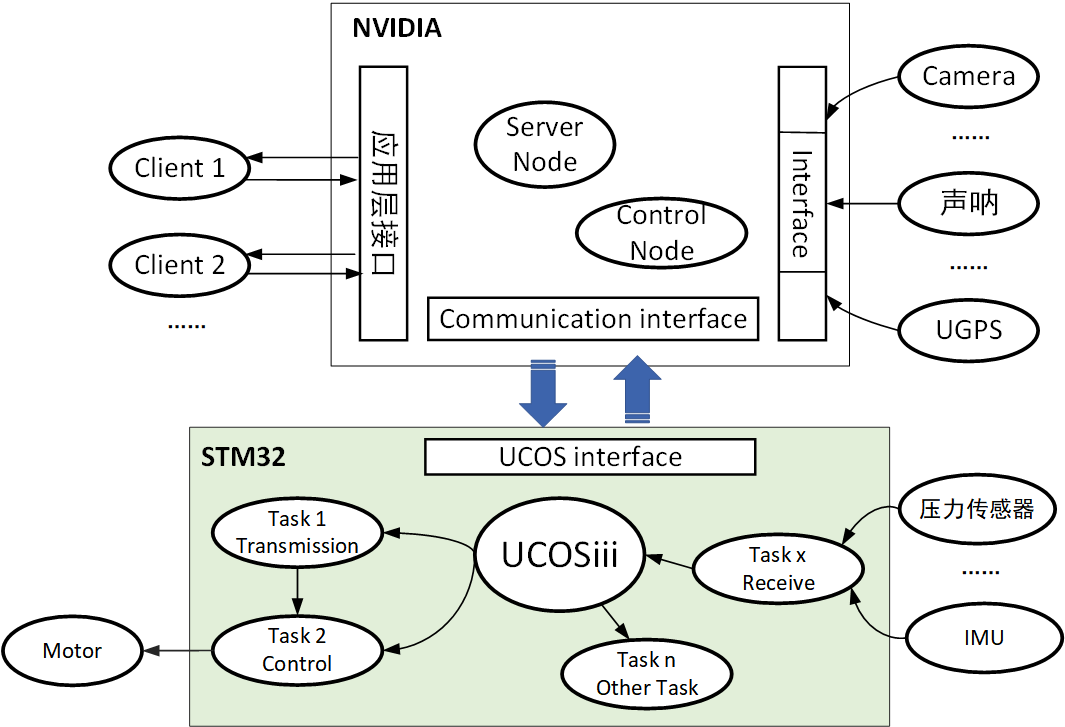 NVIDIA
Camera
......
Server
Node
Client 1
应用层接口
Interface
声呐
Control
Node
Client 2
......
......
Communication interface
UGPS
STM32
UCOS interface
压力传感器
Task 1
Transmission
UCOSiii
Task x
Receive
......
Task 2
Control
Motor
IMU
Task n
Other Task